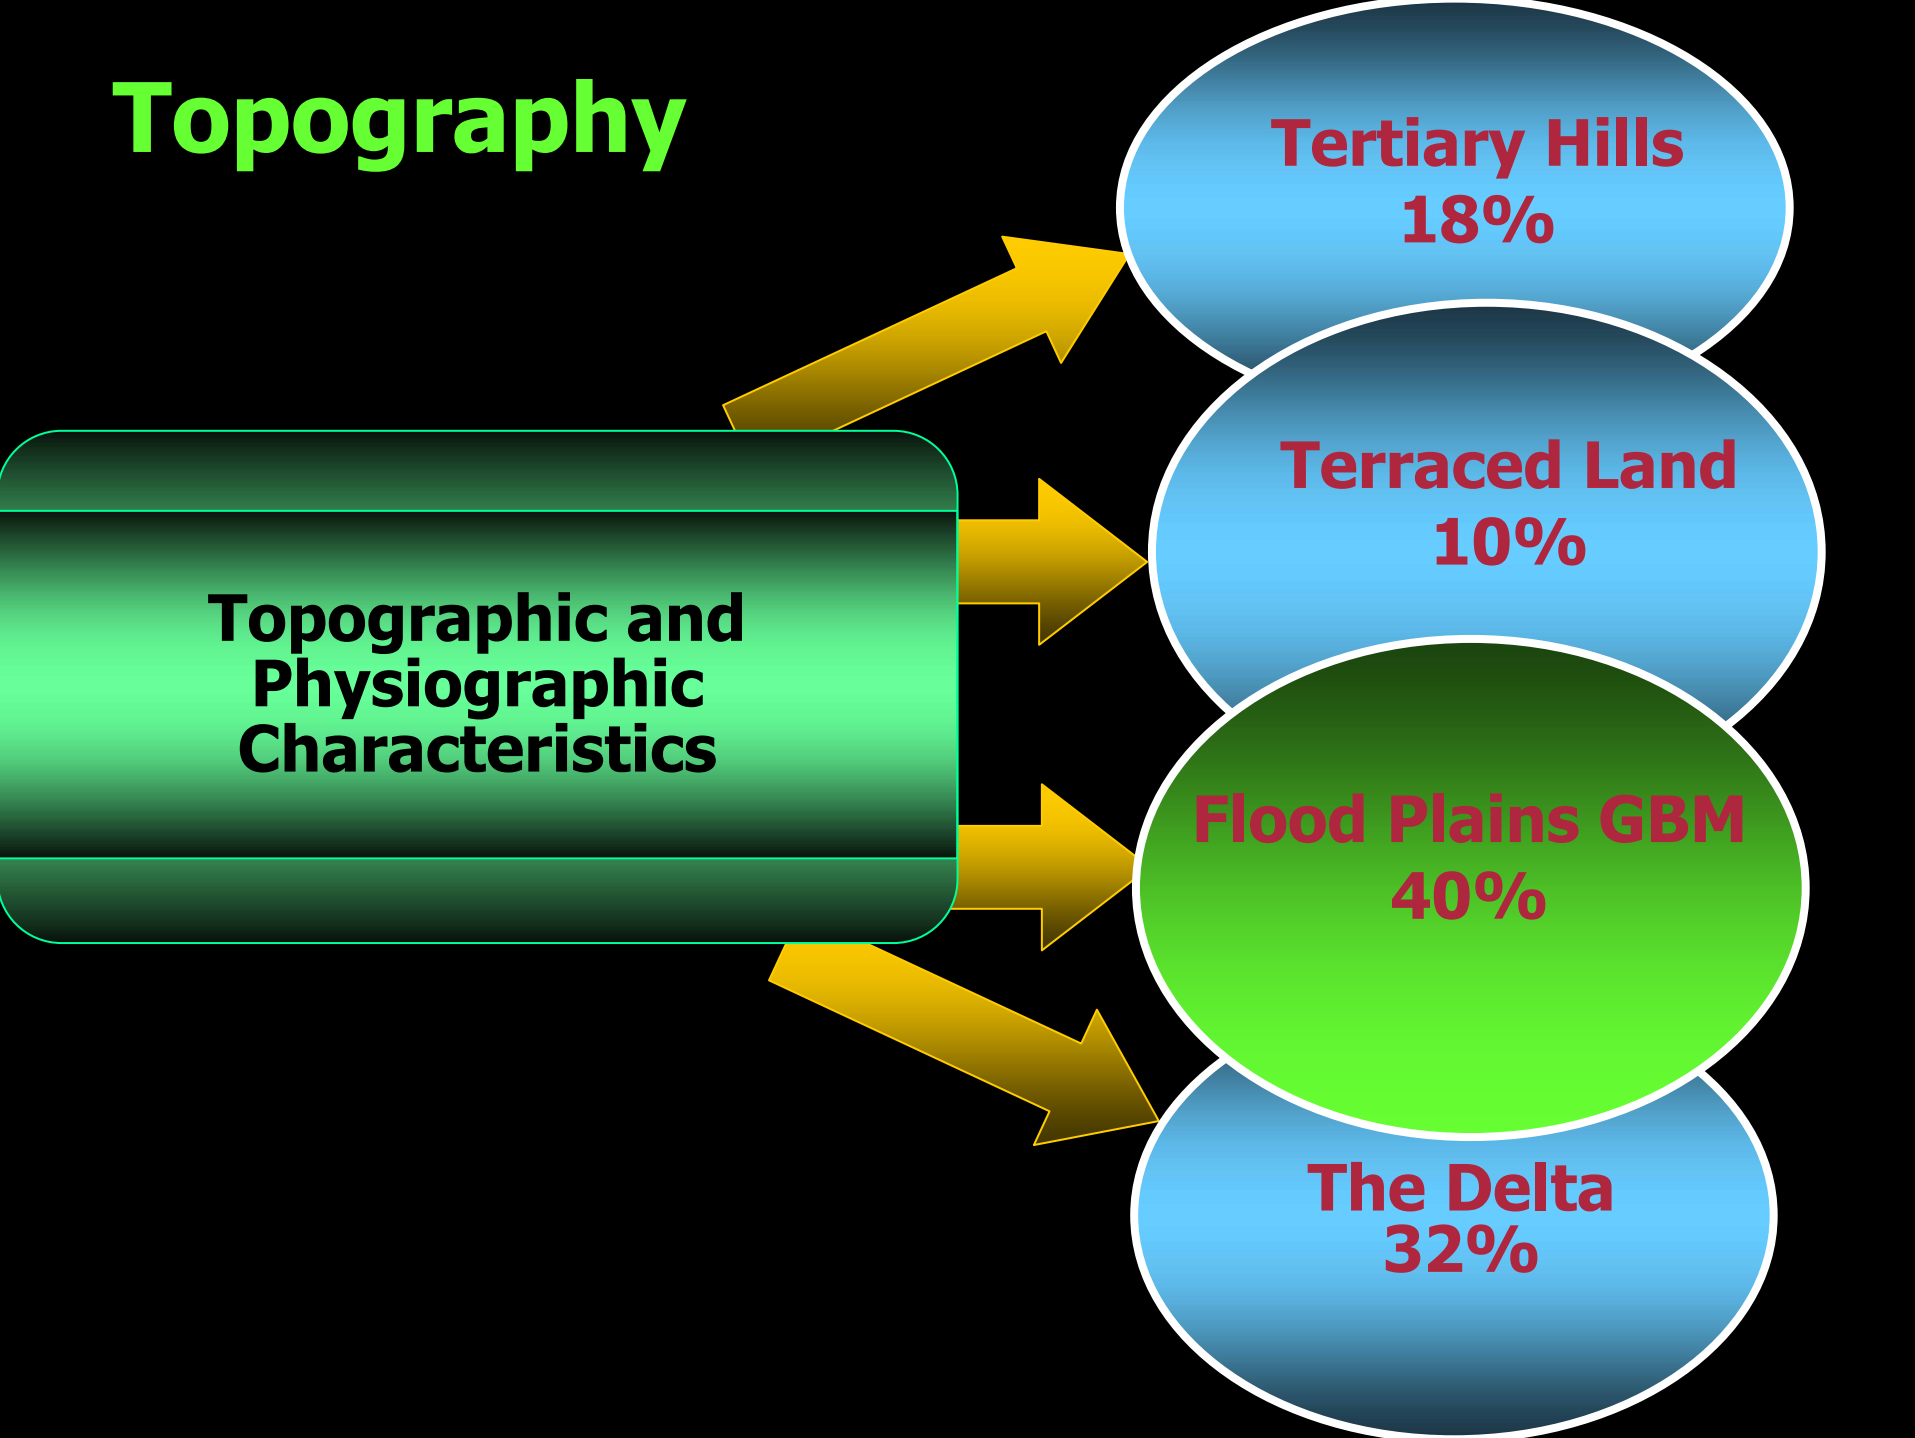 Topography
Topographic and
Physiographic
Characteristics
Tertiary Hills
18%
Terraced Land
10%
Flood Plains GBM
40%
The Delta
32%